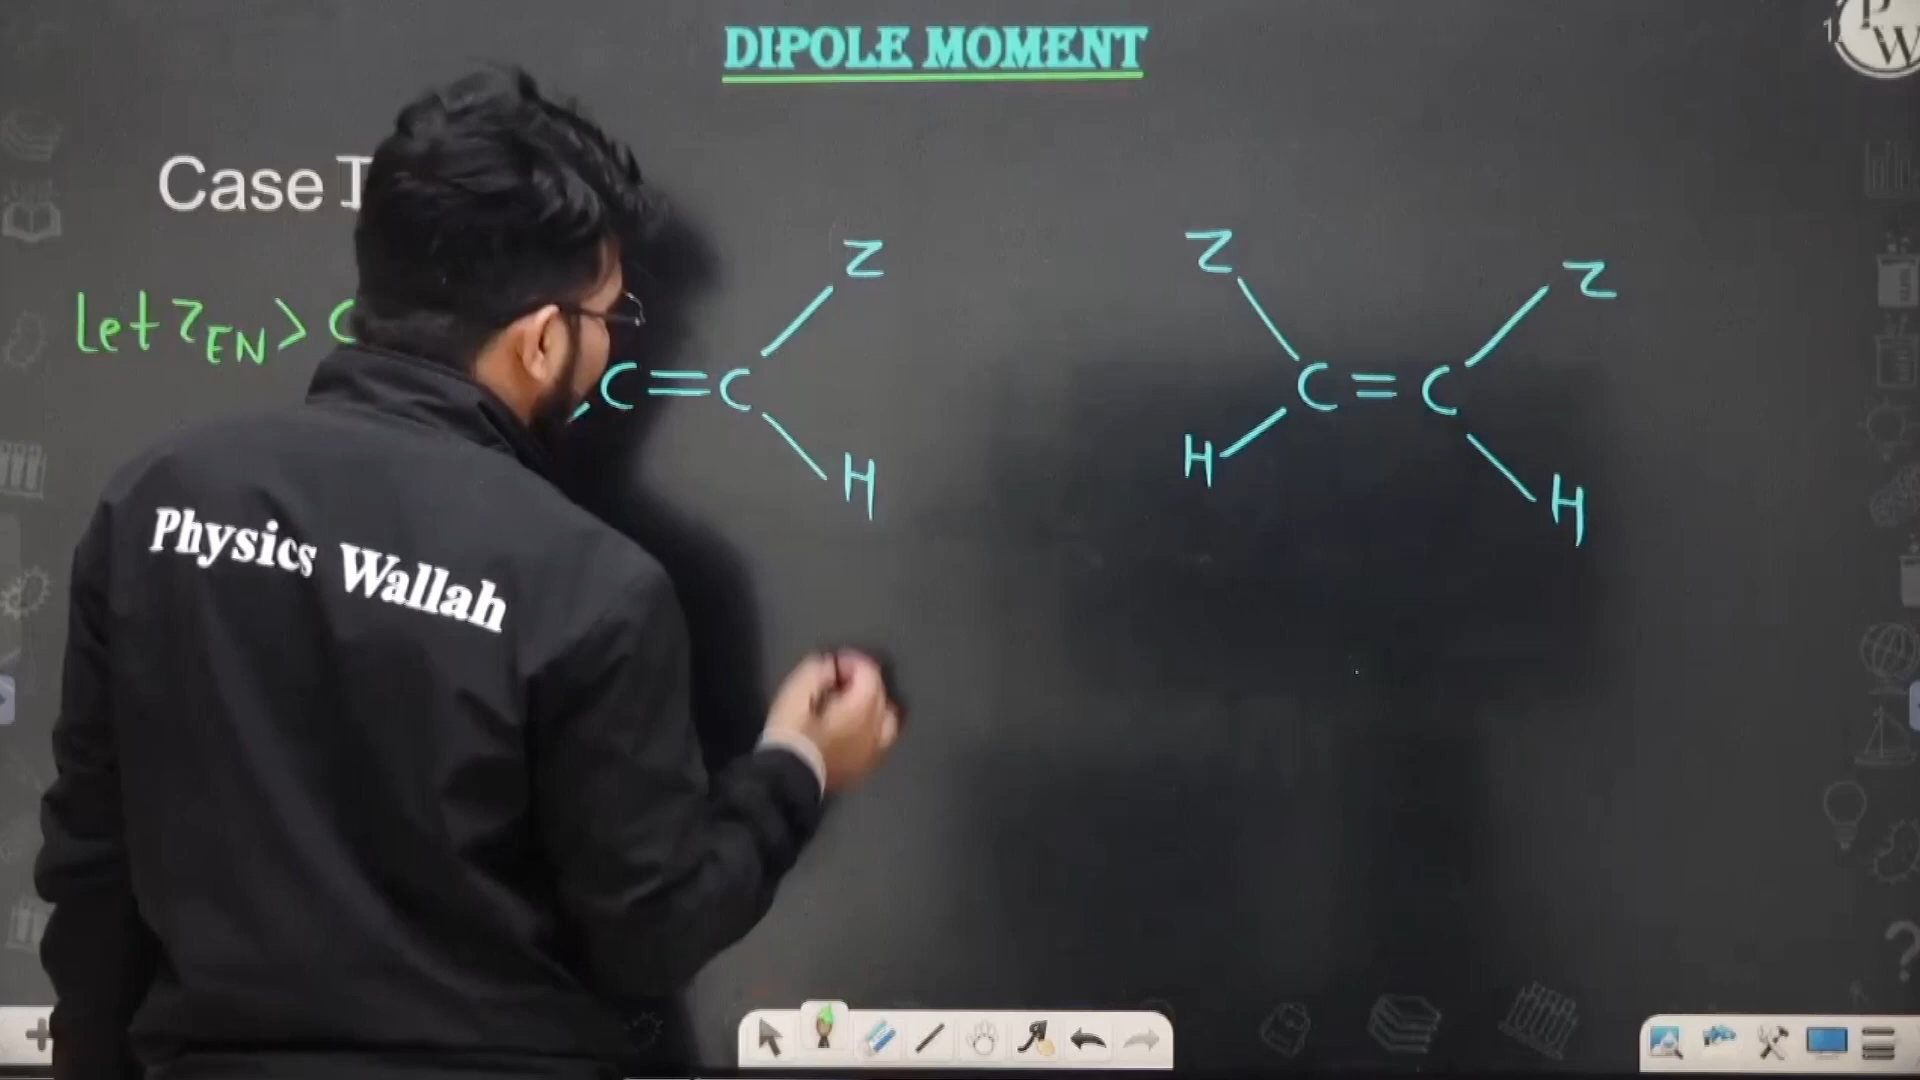 DIPOLE MOMENT
P
W
Case I
Let Z EN > C
Z
C = C
H
Z
Z
C = C
H
H
Physics Wallah